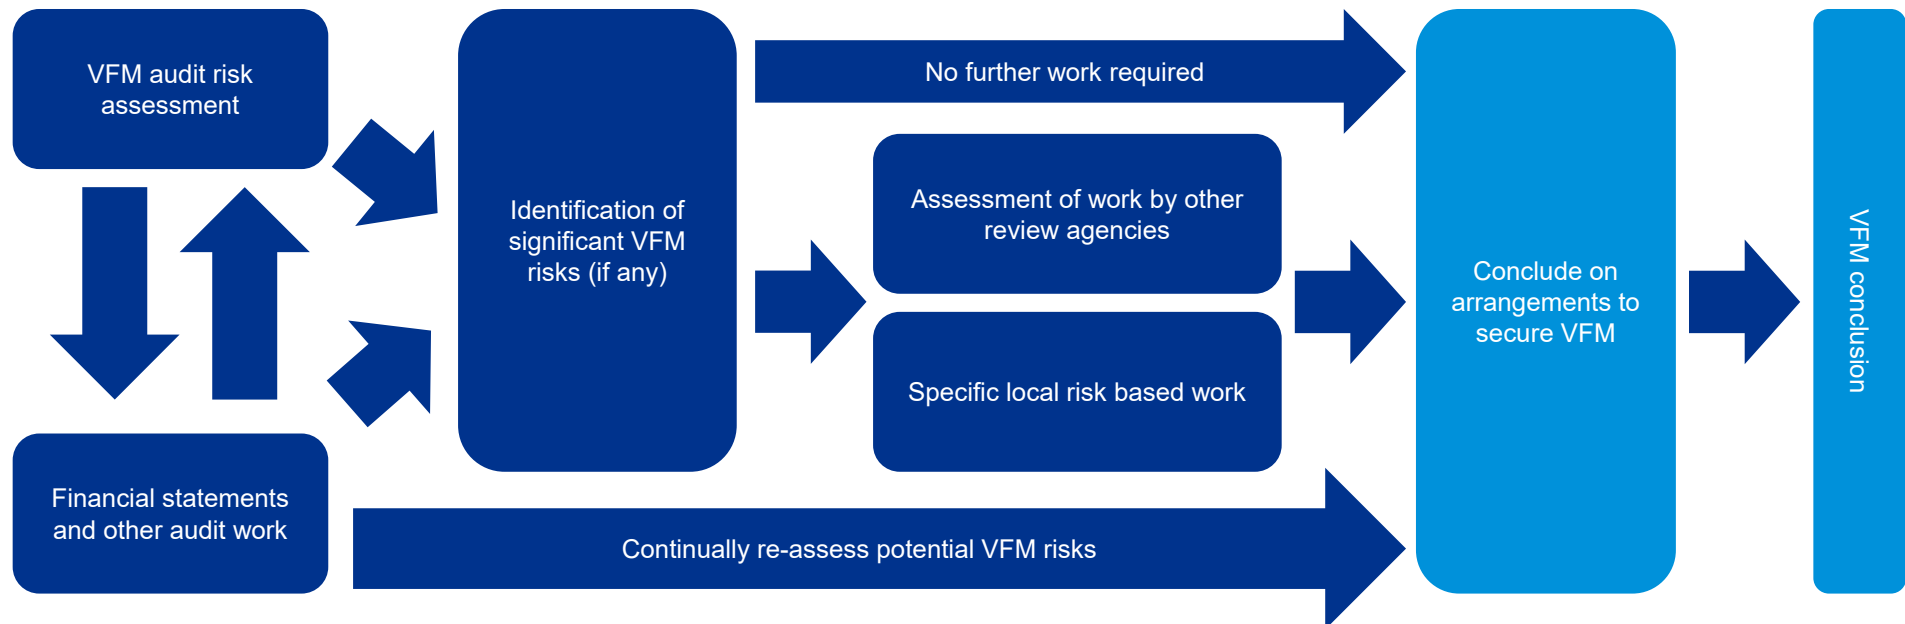 VFM audit risk
assessment
Financial statements
and other audit work
Identification of
significant VFM
risks (if any)
No further work required
Assessment of work by other
review agencies
Specific local risk based work
Continually re-assess potential VFM risks
Conclude on
arrangements to
secure VFM
VFM conclusion